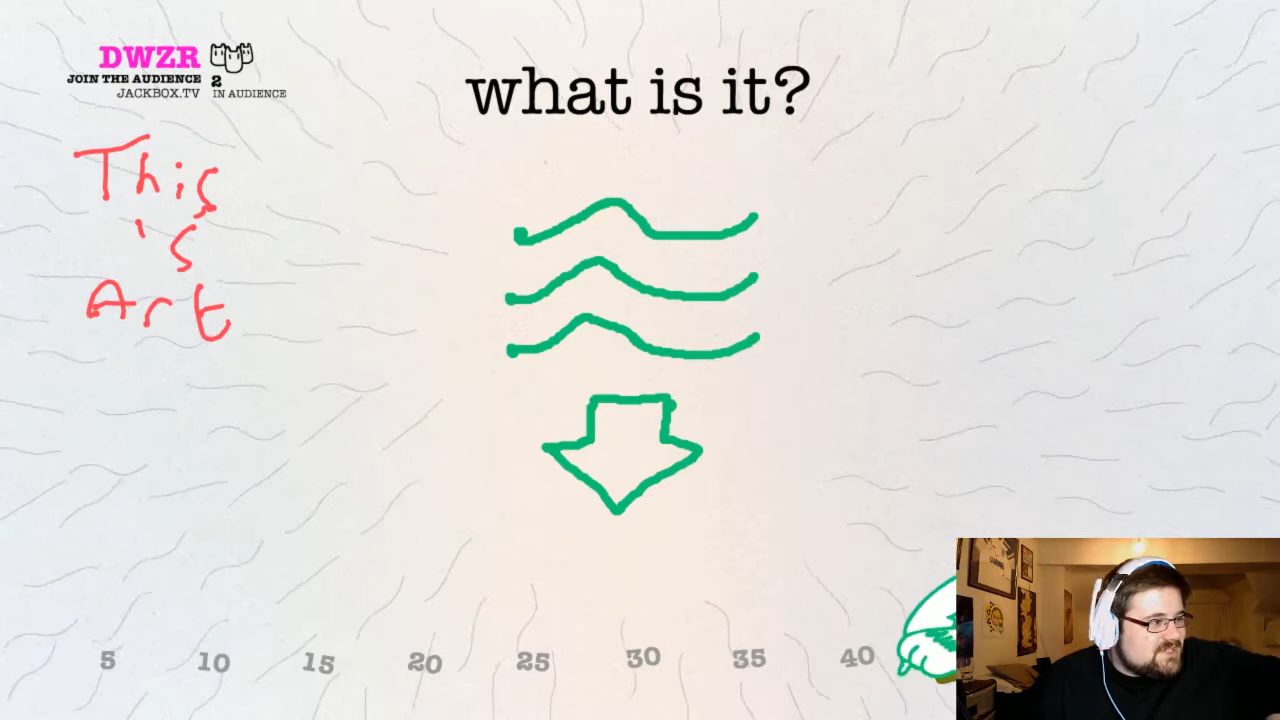 DWZR
JOIN THE AUDIENCE
JACKBOX.TV
2
IN AUDIENCE
what is it?
This
is
Art
5 10 15 20 25 30 35 40